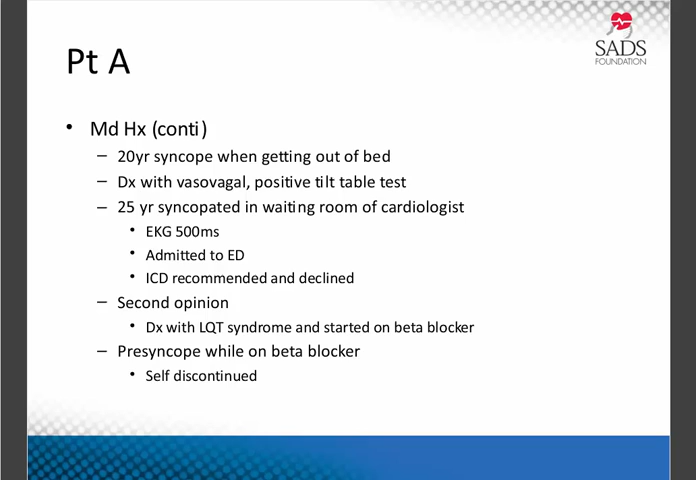 SADS
FOUNDATION
Pt A
• Md Hx (conti)
– 20yr syncope when getting out of bed
– Dx with vasovagal, positive tilt table test
– 25 yr syncopated in waiting room of cardiologist
• EKG 500ms
• Admitted to ED
• ICD recommended and declined
– Second opinion
• Dx with LQT syndrome and started on beta blocker
– Presyncope while on beta blocker
• Self discontinued